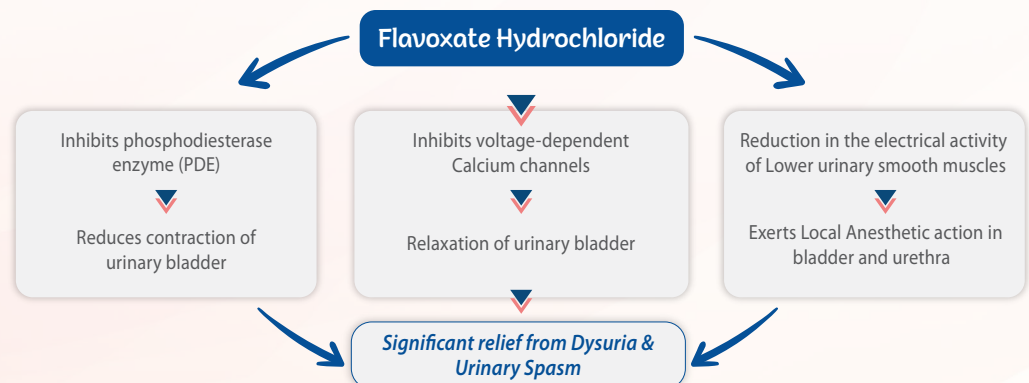 Flavoxate Hydrochloride
Inhibits phosphodiesterase
enzyme (PDE)
Reduces contraction of
urinary bladder
Inhibits voltage-dependent
Calcium channels
Relaxation of urinary bladder
Reduction in the electrical activity
of Lower urinary smooth muscles
Exerts Local Anesthetic action in
bladder and urethra
Significant relief from Dysuria &
Urinary Spasm